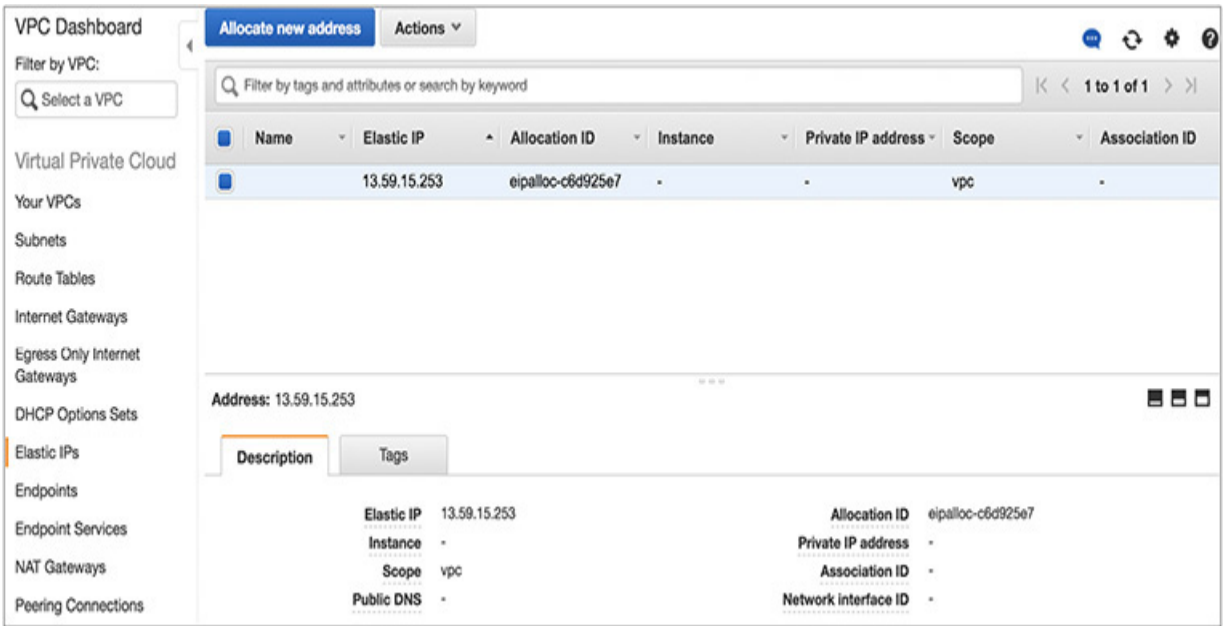 VPC Dashboard
Filter by VPC:
Select a VPC
Virtual Private Cloud
Your VPCs
Subnets
Route Tables
Internet Gateways
Egress Only Internet
Gateways
DHCP Options Sets
Elastic IPs
Endpoints
Endpoint Services
NAT Gateways
Peering Connections
Allocate new address Actions
Filter by tags and attributes or search by keyword 1 to 1 of 1
Name Elastic IP Allocation ID Instance Private IP address Scope Association ID
13.59.15.253 eipalloc-c6d925e7 - - vpc -
Address: 13.59.15.253
Description Tags
Elastic IP 13.59.15.253 Allocation ID eipalloc-c6d925e7
Instance - Private IP address -
Scope vpc Association ID -
Public DNS - Network interface ID -